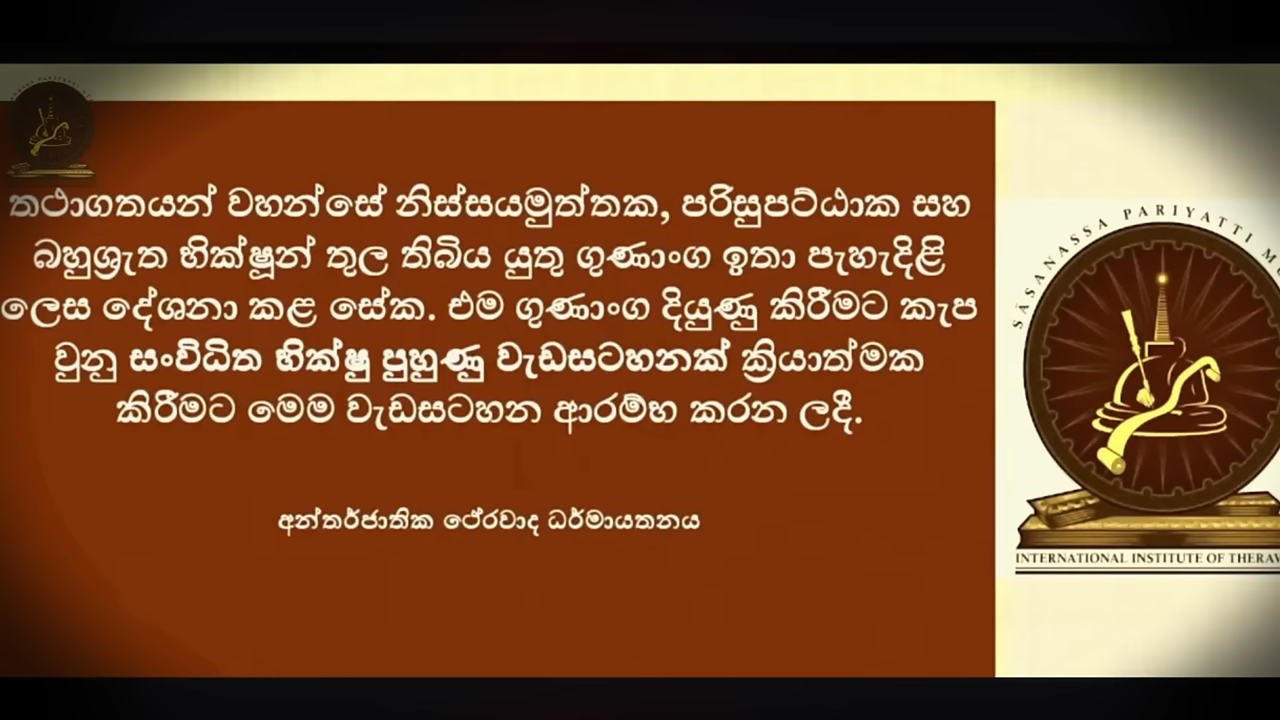 තථාගතයන් වහන්සේ නිස්සයමුත්තක, පරිසුපට්ඨාක සහ
බහුශ්‍රැත භික්ෂූන් තුල තිබිය යුතු ගුණාංග ඉතා පැහැදිළි
ලෙස දේශනා කළ සේක. එම ගුණාංග දියුණු කිරීමට කැප
වුනු සංවිධිත භික්ෂු පුහුණු වැඩසටහනක් ක්‍රියාත්මක
කිරීමට මෙම වැඩසටහන ආරම්භ කරන ලදී.
අන්තර්ජාතික ථේරවාද ධර්මායතනය
SĀSANASSA PARIYATTI M
INTERNATIONAL INSTITUTE OF THERAV